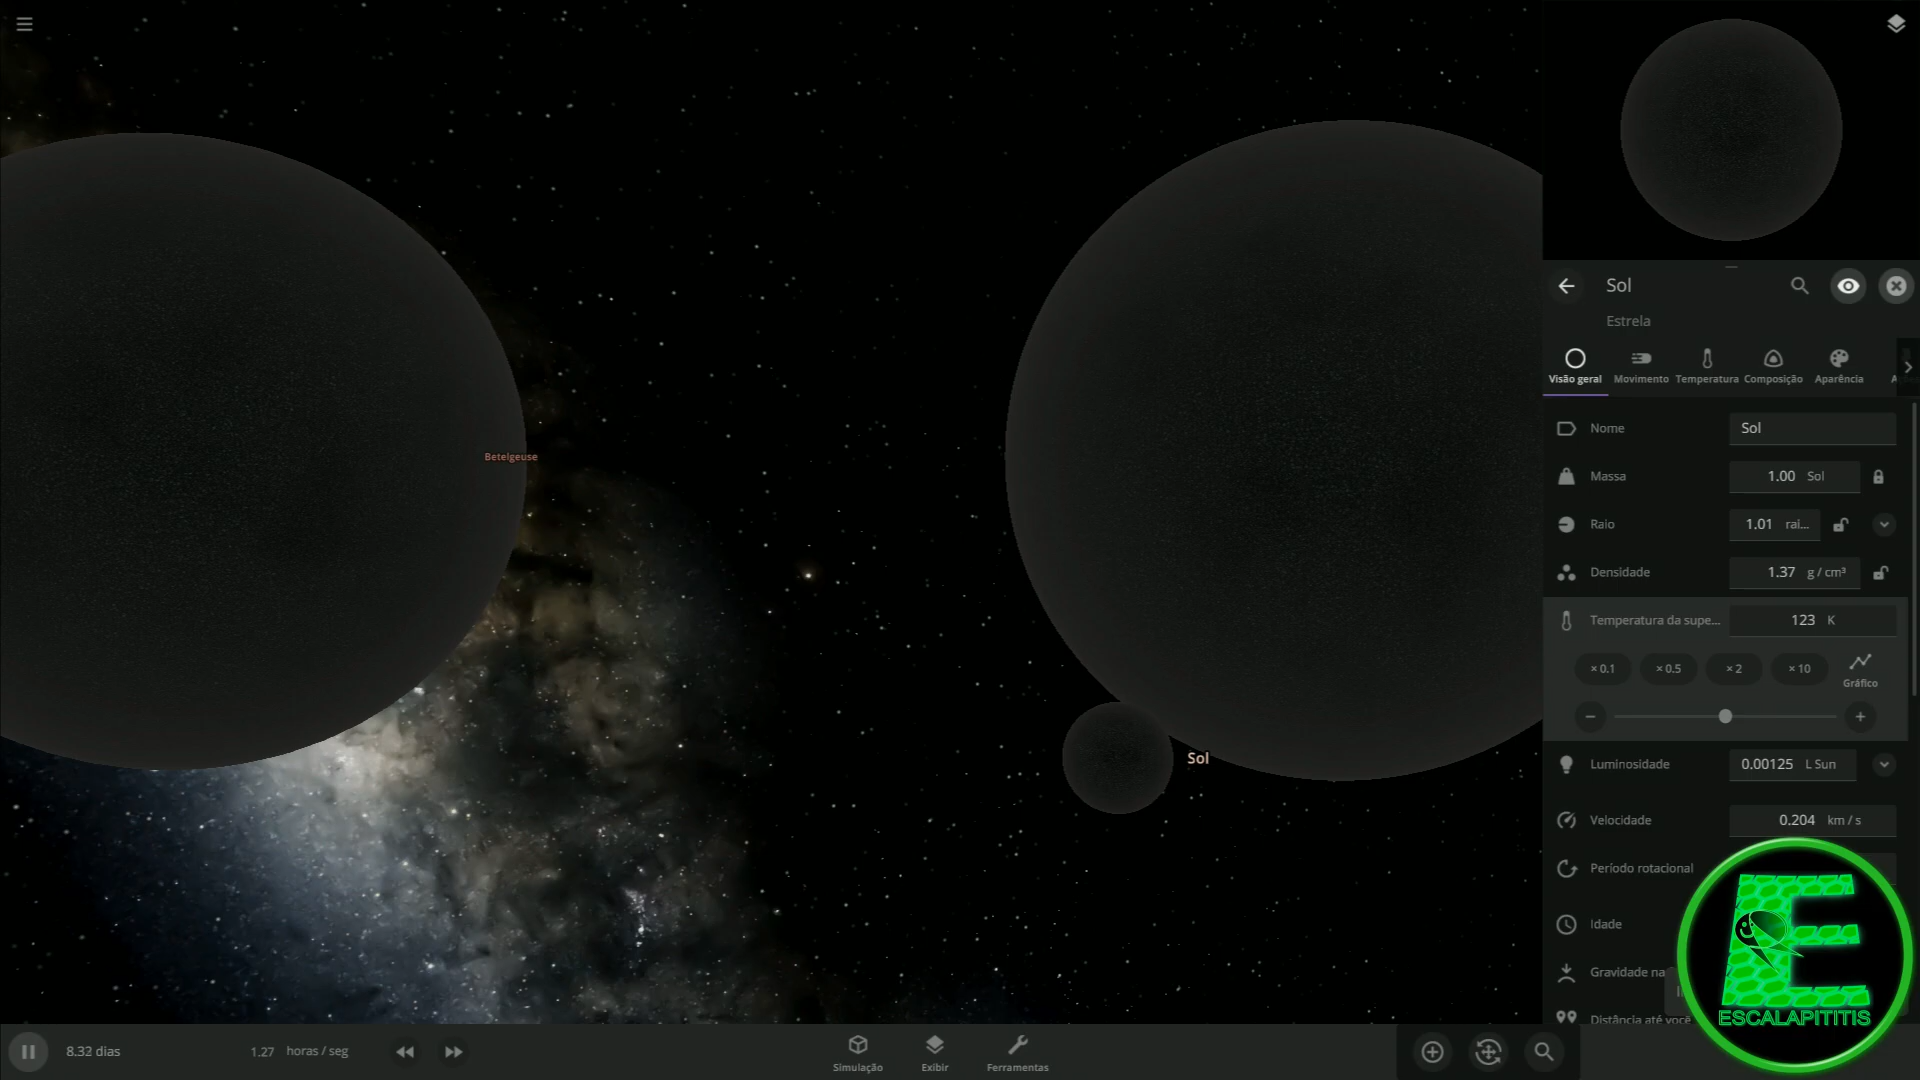 Betelgeuse
Sol
Sol
Estrela
Visão geral
Movimento
Temperatura
Composição
Aparência
Nome
Sol
Massa
1.00 Sol
Raio
1.01 rai...
Densidade
1.37 g / cm³
Temperatura da supe...
123 K
× 0.1
× 0.5
× 2
× 10
Gráfico
Luminosidade
0.00125 L Sun
Velocidade
0.204 km / s
Período rotacional
Idade
Gravidade na
Distância até você
ESCALAPITITIS
8.32 dias
1.27 horas / seg
Simulação
Exibir
Ferramentas